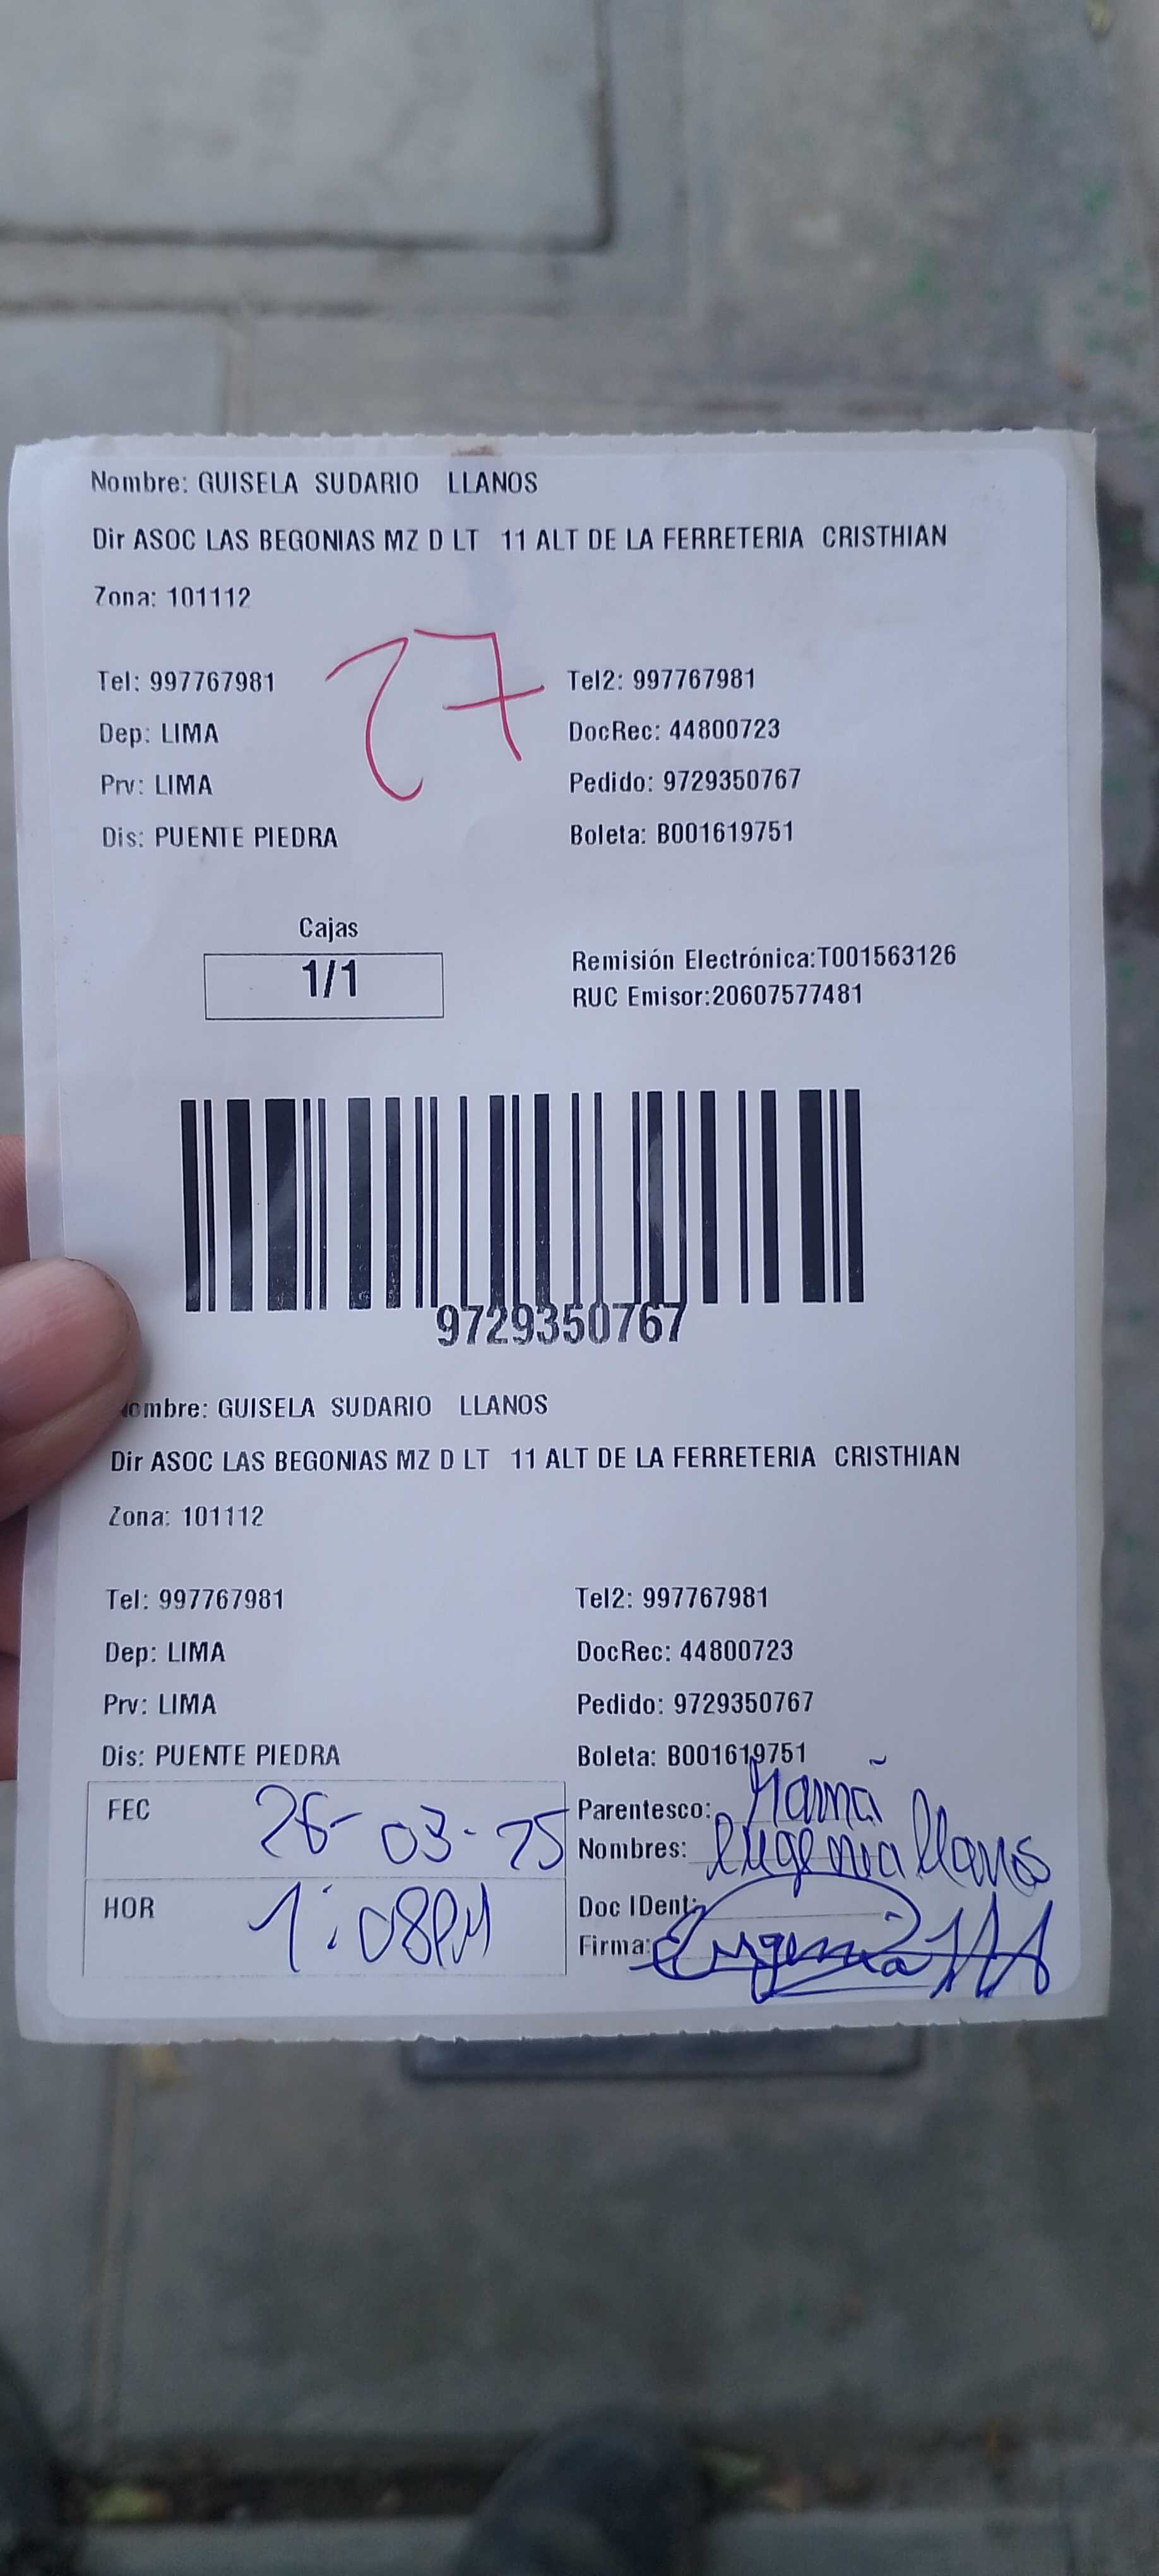 Nombre: GUISELA SUDARIO LLANOS
Dir ASOC LAS BEGONIAS MZ D LT 11 ALT DE LA FERRETERIA CRISTHIAN
Zona: 101112
27
Tel: 997767981 Tel2: 997767981
Dep: LIMA DocRec: 44800723
Prv: LIMA Pedido: 9729350767
Dis: PUENTE PIEDRA Boleta: B001619751
Cajas
1/1
Remisión Electrónica:T001563126
RUC Emisor:20607577481
9729350767
ombre: GUISELA SUDARIO LLANOS
Dir ASOC LAS BEGONIAS MZ D LT 11 ALT DE LA FERRETERIA CRISTHIAN
Zona: 101112
Tel: 997767981 Tel2: 997767981
Dep: LIMA DocRec: 44800723
Prv: LIMA Pedido: 9729350767
Dis: PUENTE PIEDRA Boleta: B001619751
FEC 26-03-25 Parentesco: Mamá
Nombres: Eugenia Llanos
HOR 1:08PM Doc IDent:
Firma: Eugenia